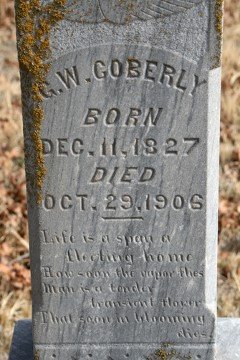 G. W. GOBERLY
BORN
DEC. 11. 1827
DIED
OCT. 29. 1906
Life is a span a
fleeting home
How soon the vapor flies
Man is a tender
transient flower
That soon in blooming
dies